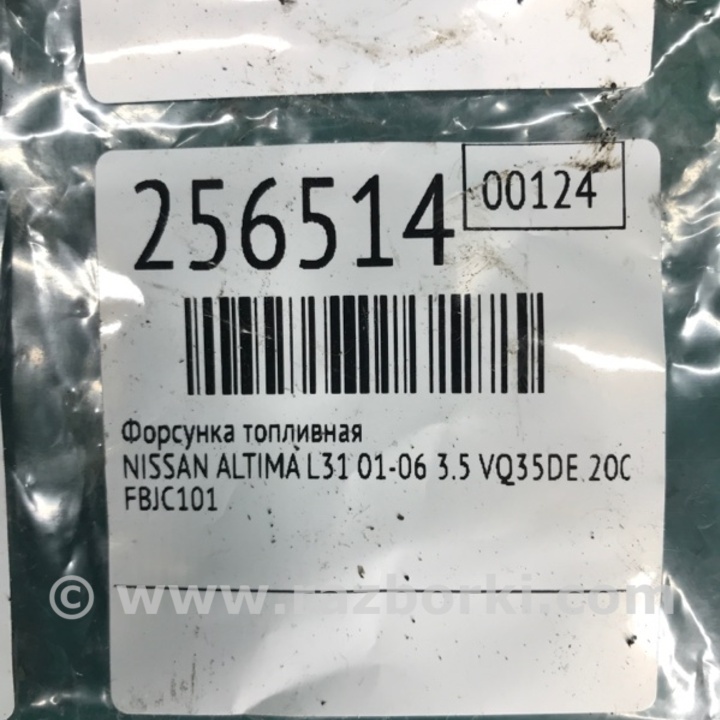 256514
00124
Форсунка топливная
NISSAN ALTIMA L31 01-06 3.5 VQ35DE 20C
FBJC101
© www.razborki.com